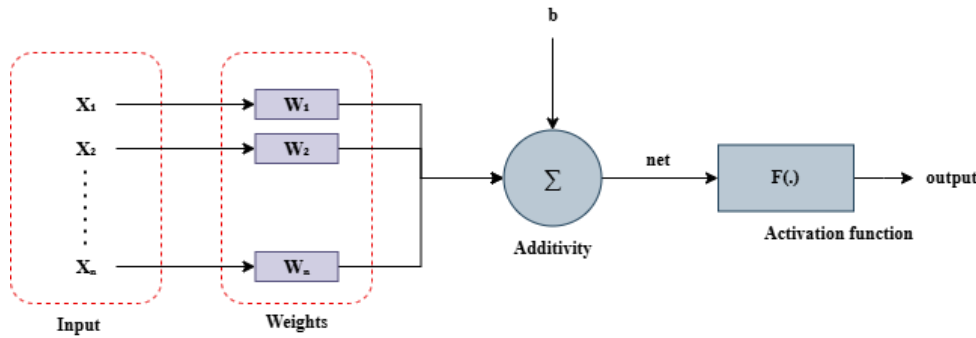 b
X₁ W₁
X₂ W₂
net
Σ F(.) output
Additivity Activation function
Xₙ Wₙ
Input Weights